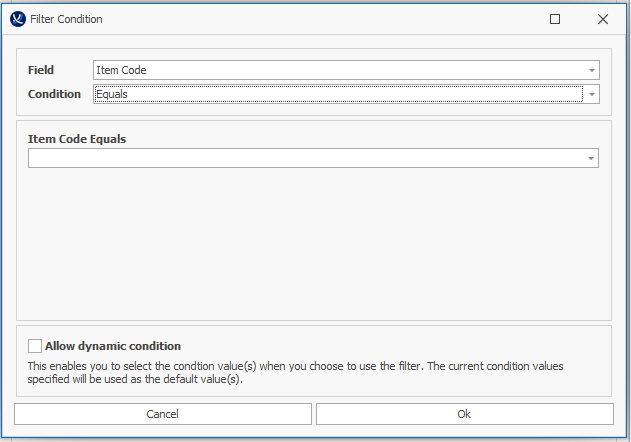 Filter Condition
Field Item Code
Condition Equals
Item Code Equals
Allow dynamic condition
This enables you to select the condtion value(s) when you choose to use the filter. The current condition values
specified will be used as the default value(s).
Cancel Ok